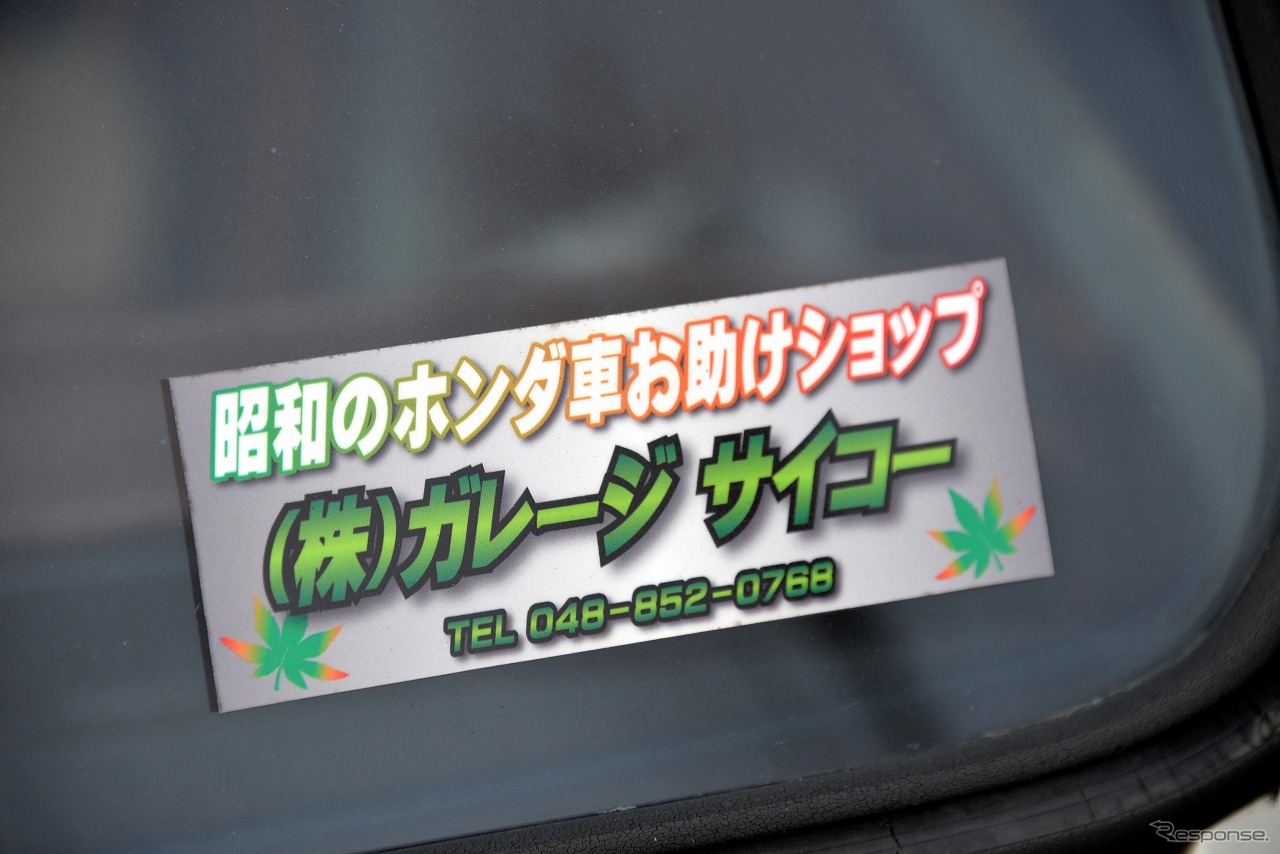 昭和のホンダ車お助けショップ
(株)ガレージ サイコー
TEL 048-852-0768
Response.